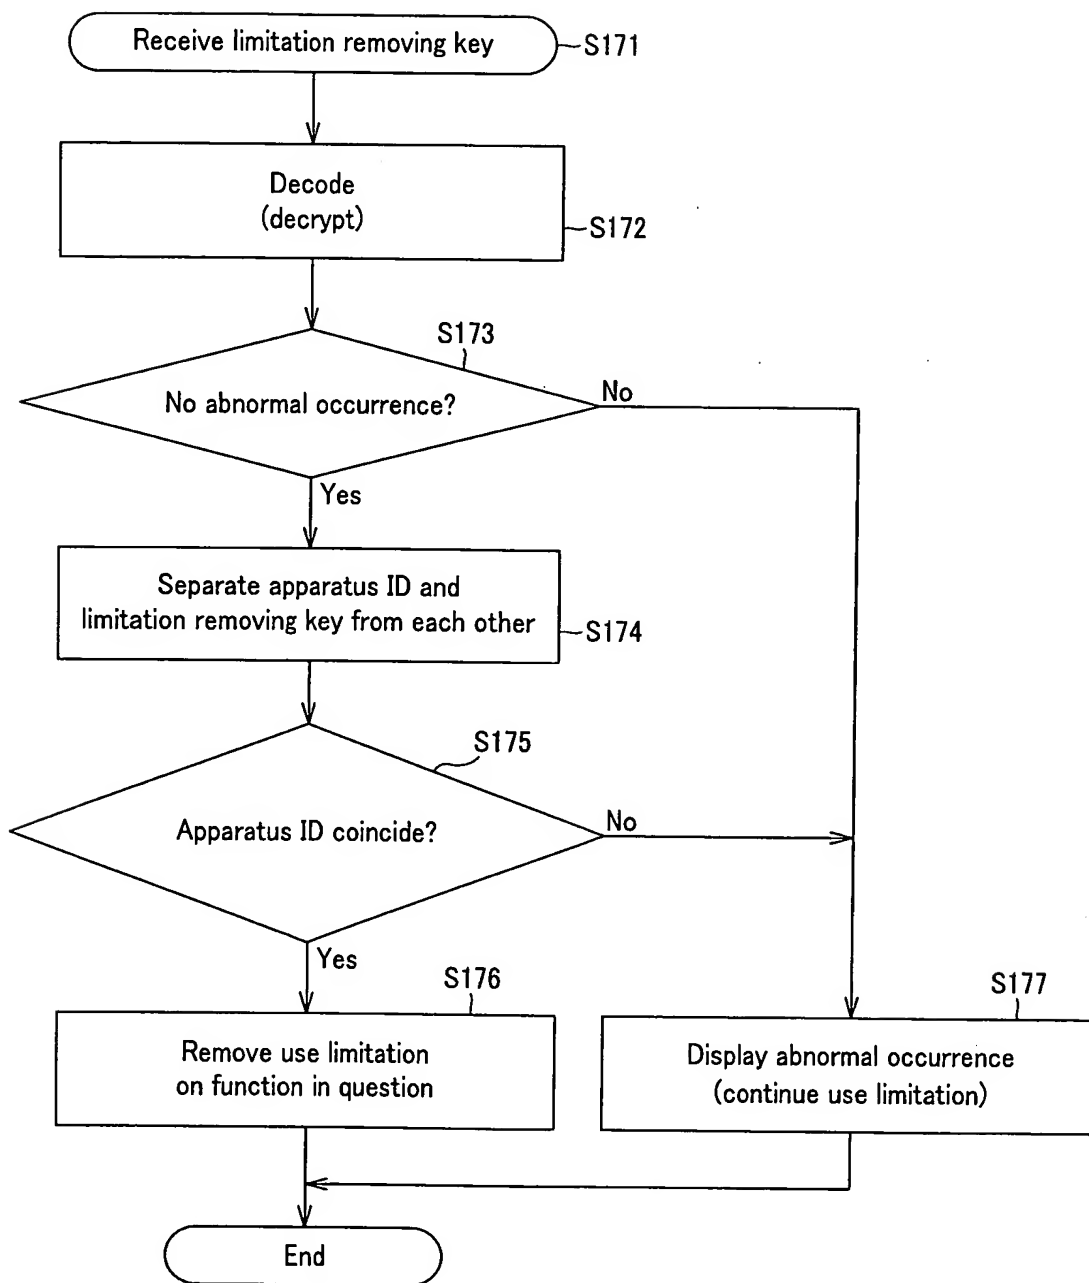 Receive limitation removing key
S171
Decode
(decrypt)
S172
S173
No abnormal occurrence?
No
Yes
Separate apparatus ID and
limitation removing key from each other
S174
S175
Apparatus ID coincide?
No
Yes
S176
Remove use limitation
on function in question
S177
Display abnormal occurrence
(continue use limitation)
End